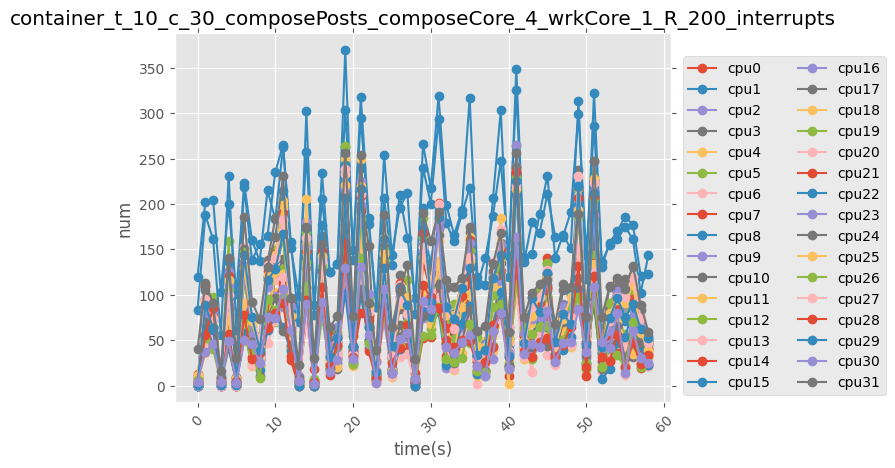 container_t_10_c_30_composePosts_composeCore_4_wrkCore_1_R_200_interrupts
350
300
250
200
150
100
50
0
num
0
10
20
30
40
50
60
time(s)
cpu0
cpu1
cpu2
cpu3
cpu4
cpu5
cpu6
cpu7
cpu8
cpu9
cpu10
cpu11
cpu12
cpu13
cpu14
cpu15
cpu16
cpu17
cpu18
cpu19
cpu20
cpu21
cpu22
cpu23
cpu24
cpu25
cpu26
cpu27
cpu28
cpu29
cpu30
cpu31